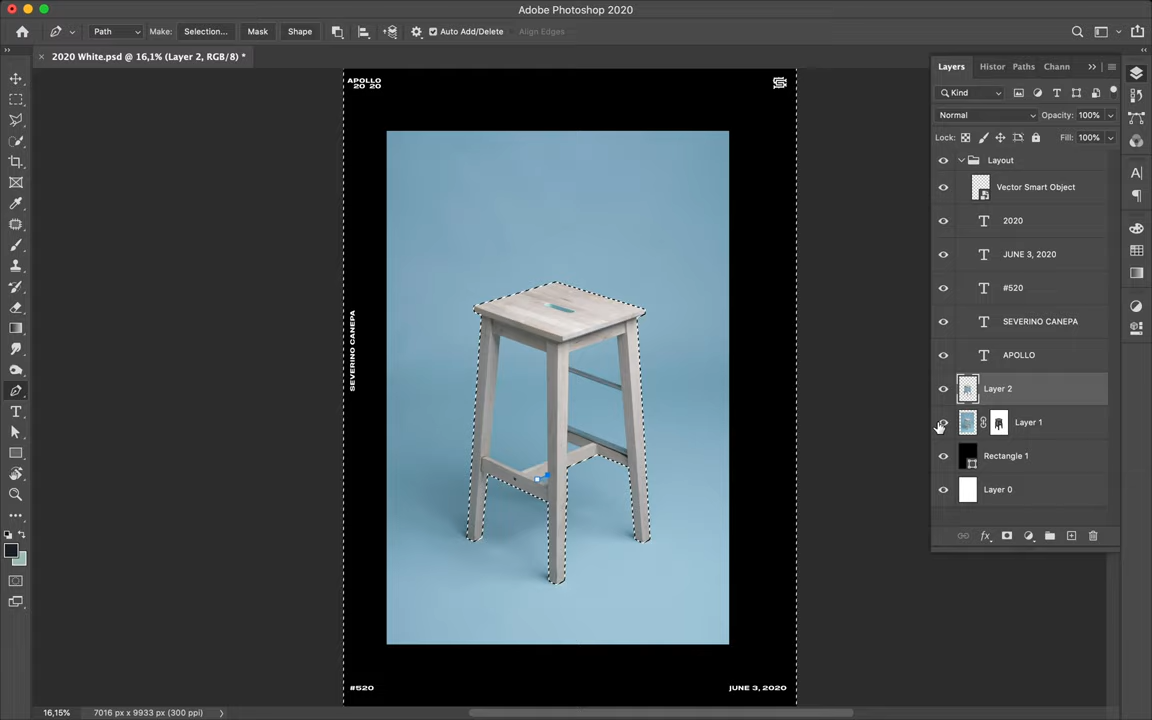 Adobe Photoshop 2020
Path
Make:
Selection...
Mask
Shape
Auto Add/Delete
Align Edges
2020 White.psd @ 16,1% (Layer 2, RGB/8) *
Layers
Histor
Paths
Chann
Kind
Normal
Opacity:
100%
Lock:
Fill:
100%
Layout
Vector Smart Object
2020
JUNE 3, 2020
#520
SEVERINO CANEPA
APOLLO
Layer 2
Layer 1
Rectangle 1
Layer 0
APOLLO
20 20
SEVERINO CANEPA
#520
JUNE 3, 2020
16,15%
7016 px x 9933 px (300 ppi)